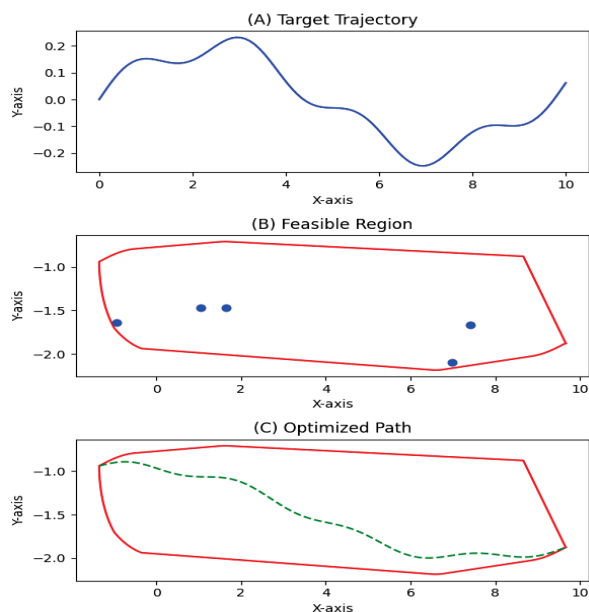 (A) Target Trajectory
0.2
0.1
0.0
−0.1
−0.2
Y-axis
0 2 4 6 8 10
X-axis
(B) Feasible Region
−1.0
−1.5
−2.0
Y-axis
0 2 4 6 8 10
X-axis
(C) Optimized Path
−1.0
−1.5
−2.0
Y-axis
0 2 4 6 8 10
X-axis